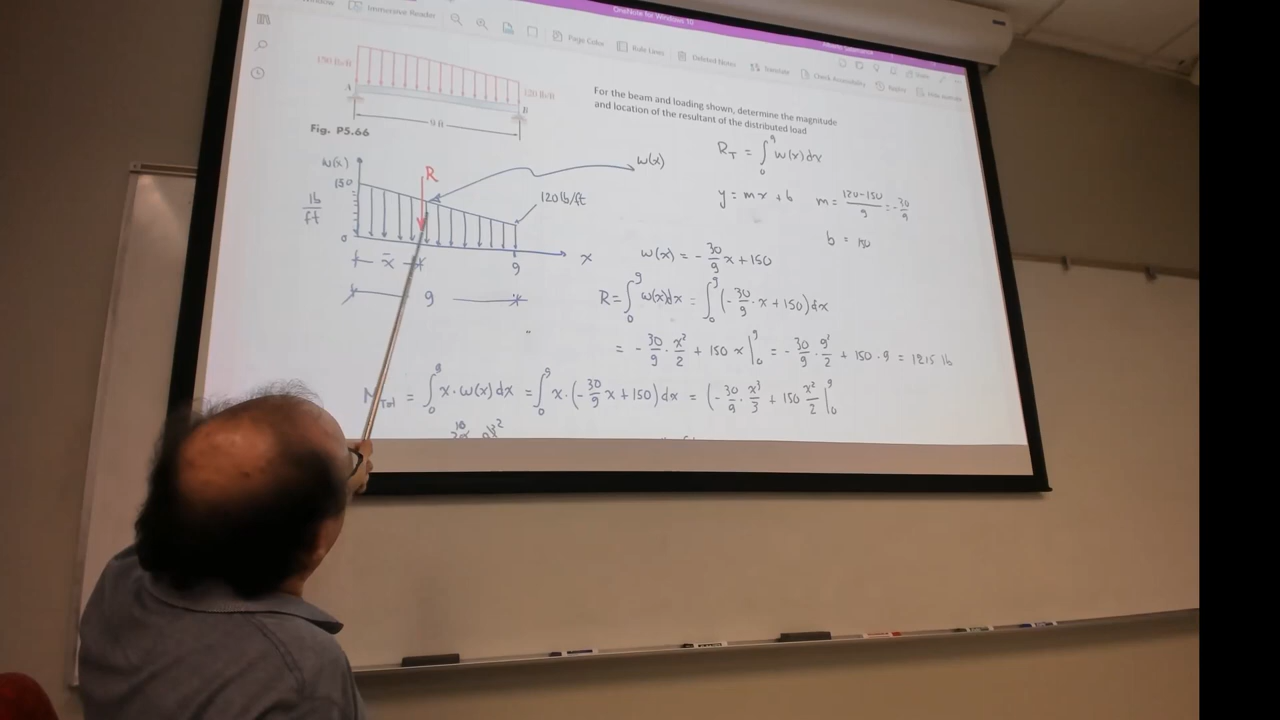 OneNote for Windows 10
Immersive Reader
Page Color
Rule Lines
Deleted Notes
Translate
Check Accessibility
Replay
Hide Authors
150 lb/ft
120 lb/ft
A
B
9 ft
Fig. P5.66
For the beam and loading shown, determine the magnitude
and location of the resultant of the distributed load
w(x)
150
lb/ft
0
R
w(x)
120 lb/ft
x
x̄
9
9
R_T = ∫₀⁹ w(x)dx
y = mx + b
m = (120-150)/9 = -30/9
b = 150
w(x) = - 30/9 x + 150
R = ∫₀⁹ w(x)dx = ∫₀⁹ (-30/9 · x + 150) dx
= - 30/9 · x²/2 + 150 x |₀⁹ = - 30/9 · 9²/2 + 150 · 9 = 1215 lb
M_Tot = ∫₀⁹ x · w(x) dx = ∫₀⁹ x · (-30/9 x + 150) dx = (-30/9 · x³/3 + 150 x²/2 |₀⁹